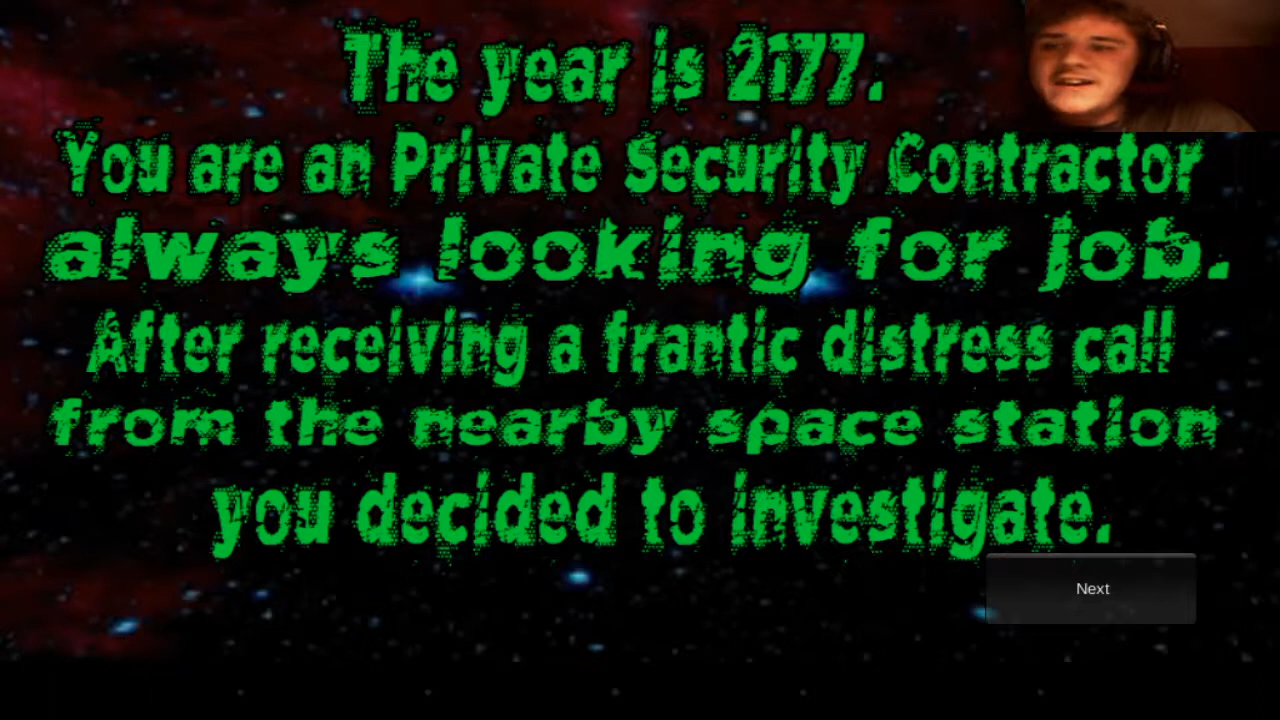 The year is 2177.
You are an Private Security Contractor
always looking for job.
After receiving a frantic distress call
from the nearby space station
you decided to investigate.
Next